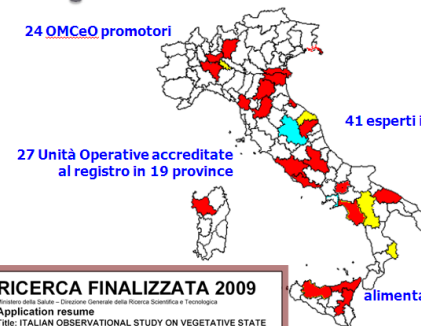 24 OMCeO promotori
41 esperti i
27 Unità Operative accreditate
al registro in 19 province
alimenta
RICERCA FINALIZZATA 2009
Ministero della Salute – Direzione Generale della Ricerca Scientifica e Tecnologica
Application resume
Title: ITALIAN OBSERVATIONAL STUDY ON VEGETATIVE STATE